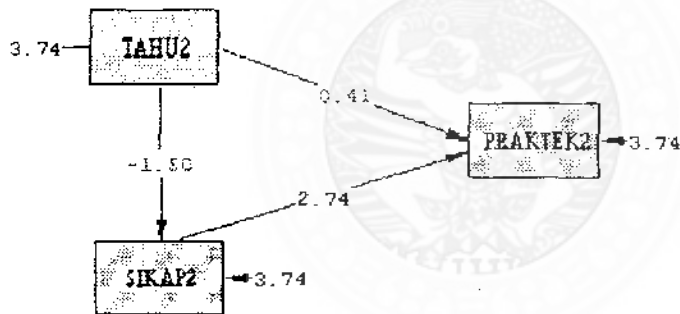 3.74 TAHU2
0.41
PRAKTEK2 3.74
-1.50
2.74
SIKAP2 3.74